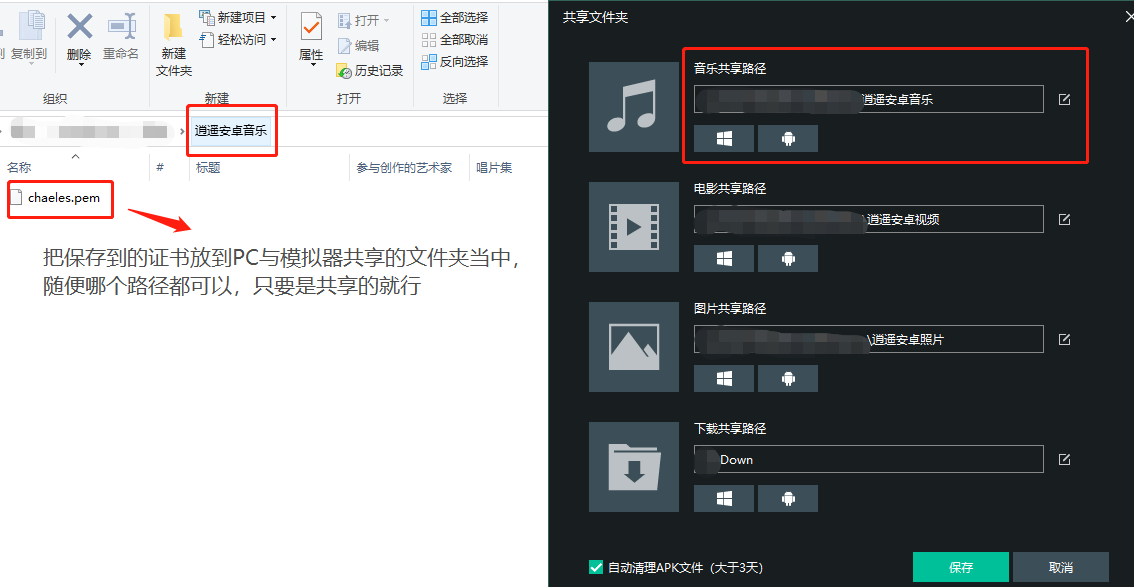 复制到
删除
重命名
新建
文件夹
新建项目
轻松访问
属性
打开
编辑
历史记录
全部选择
全部取消
反向选择
组织
新建
打开
选择
逍遥安卓音乐
名称
#
标题
参与创作的艺术家
唱片集
chaeles.pem
把保存到的证书放到PC与模拟器共享的文件夹当中，
随便哪个路径都可以，只要是共享的就行
共享文件夹
音乐共享路径
逍遥安卓音乐
电影共享路径
\逍遥安卓视频
图片共享路径
\逍遥安卓照片
下载共享路径
Down
自动清理APK文件（大于3天）
保存
取消